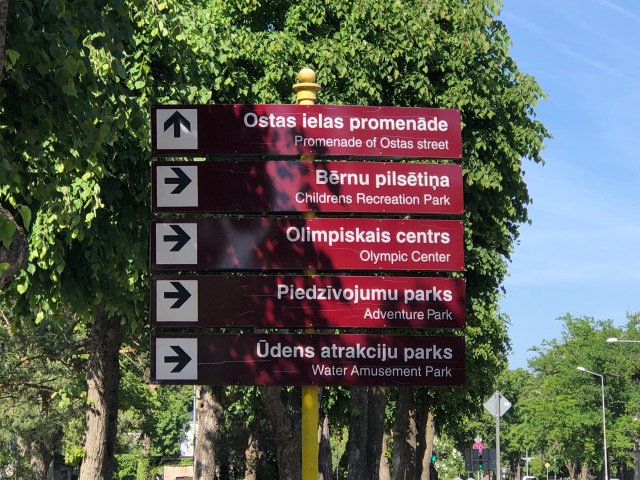 Ostas ielas promenāde
Promenade of Ostas street
Bērnu pilsētiņa
Childrens Recreation Park
Olimpiskais centrs
Olympic Center
Piedzīvojumu parks
Adventure Park
Ūdens atrakciju parks
Water Amusement Park